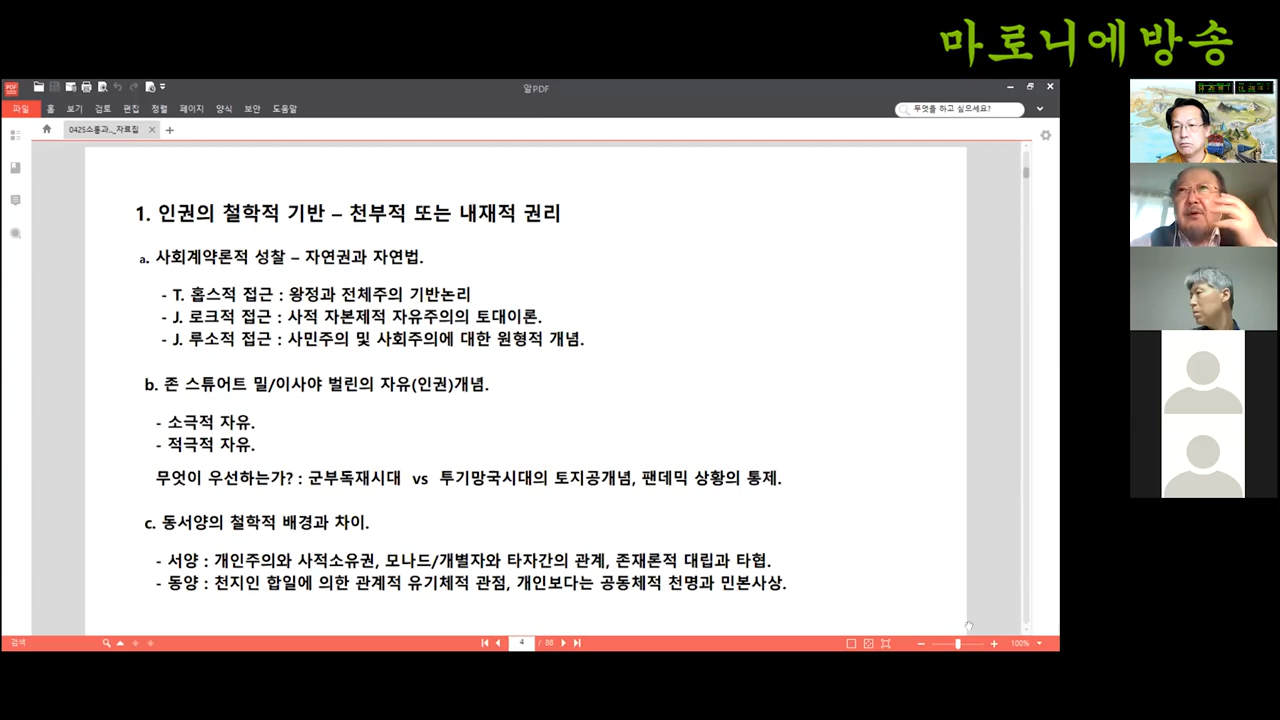 마로니에방송
알PDF
파일 홈 보기 검토 편집 정렬 페이지 양식 보안 도움말
무엇을 하고 싶으세요?
0425소통과_자료집
1. 인권의 철학적 기반 – 천부적 또는 내재적 권리
a. 사회계약론적 성찰 – 자연권과 자연법.
- T. 홉스적 접근 : 왕정과 전체주의 기반논리
- J. 로크적 접근 : 사적 자본제적 자유주의의 토대이론.
- J. 루소적 접근 : 사민주의 및 사회주의에 대한 원형적 개념.
b. 존 스튜어트 밀/이사야 벌린의 자유(인권)개념.
- 소극적 자유.
- 적극적 자유.
무엇이 우선하는가? : 군부독재시대 vs 투기망국시대의 토지공개념, 팬데믹 상황의 통제.
c. 동서양의 철학적 배경과 차이.
- 서양 : 개인주의와 사적소유권, 모나드/개별자와 타자간의 관계, 존재론적 대립과 타협.
- 동양 : 천지인 합일에 의한 관계적 유기체적 관점, 개인보다는 공동체적 천명과 민본사상.
검색 4 / 88 100%